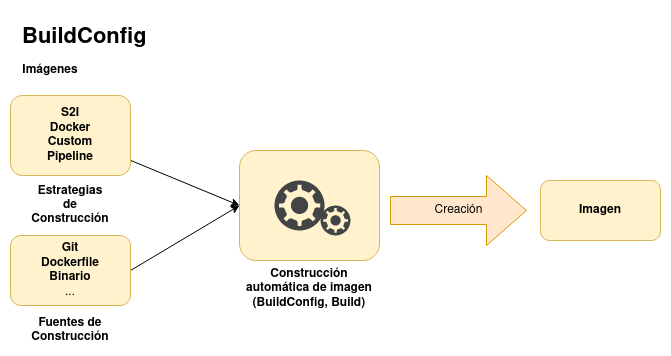 BuildConfig
Imágenes
S2I
Docker
Custom
Pipeline
Estrategias
de
Construcción
Git
Dockerfile
Binario
...
Fuentes de
Construcción
Construcción
automática de imagen
(BuildConfig, Build)
Creación
Imagen